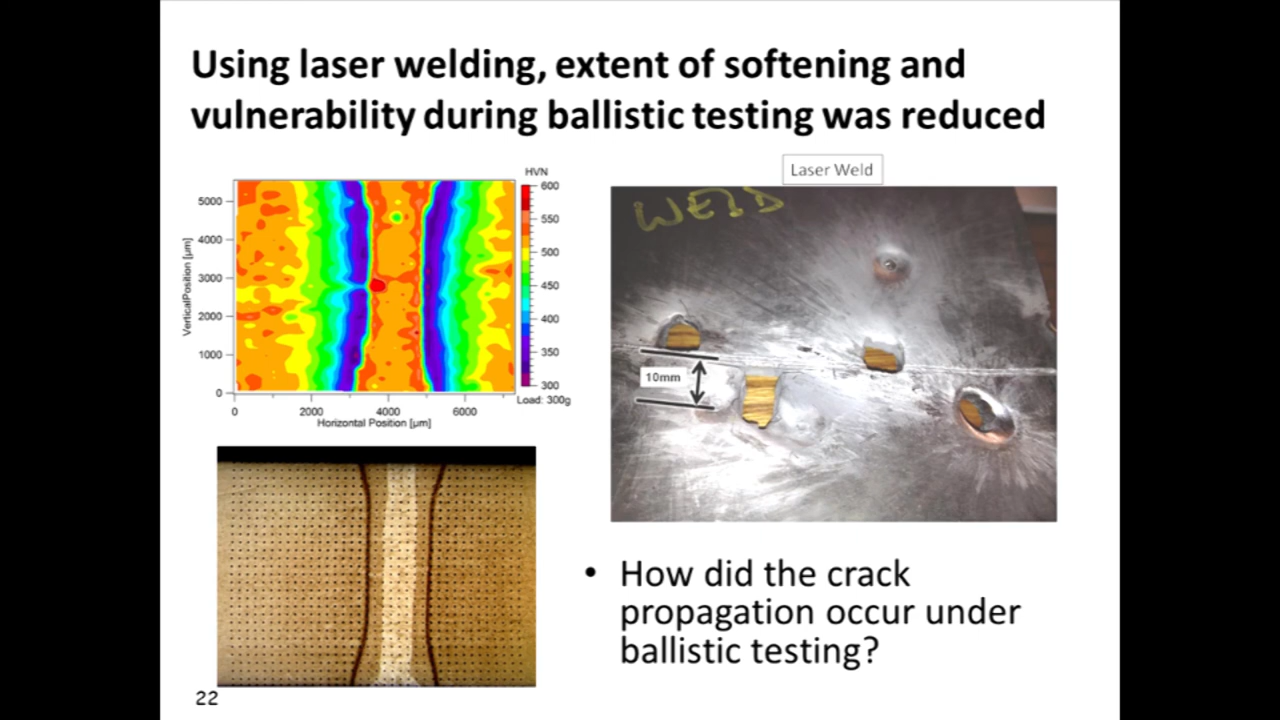 Using laser welding, extent of softening and
vulnerability during ballistic testing was reduced
HVN
600
550
500
450
400
350
300
Load: 300g
5000
4000
3000
2000
1000
0
VerticalPosition [µm]
0
2000
4000
6000
Horizontal Position [µm]
Laser Weld
WELD
10mm
• How did the crack
propagation occur under
ballistic testing?
22